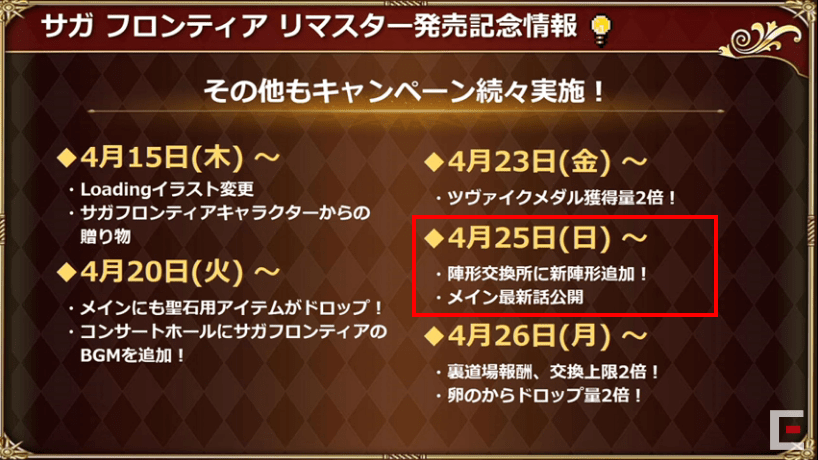 サガ フロンティア リマスター発売記念情報
その他もキャンペーン続々実施！
◆4月15日(木) ～
・Loadingイラスト変更
・サガフロンティアキャラクターからの
贈り物
◆4月20日(火) ～
・メインにも聖石用アイテムがドロップ！
・コンサートホールにサガフロンティアの
BGMを追加！
◆4月23日(金) ～
・ツヴァイクメダル獲得量2倍！
◆4月25日(日) ～
・陣形交換所に新陣形追加！
・メイン最新話公開
◆4月26日(月) ～
・裏道場報酬、交換上限2倍！
・卵のからドロップ量2倍！